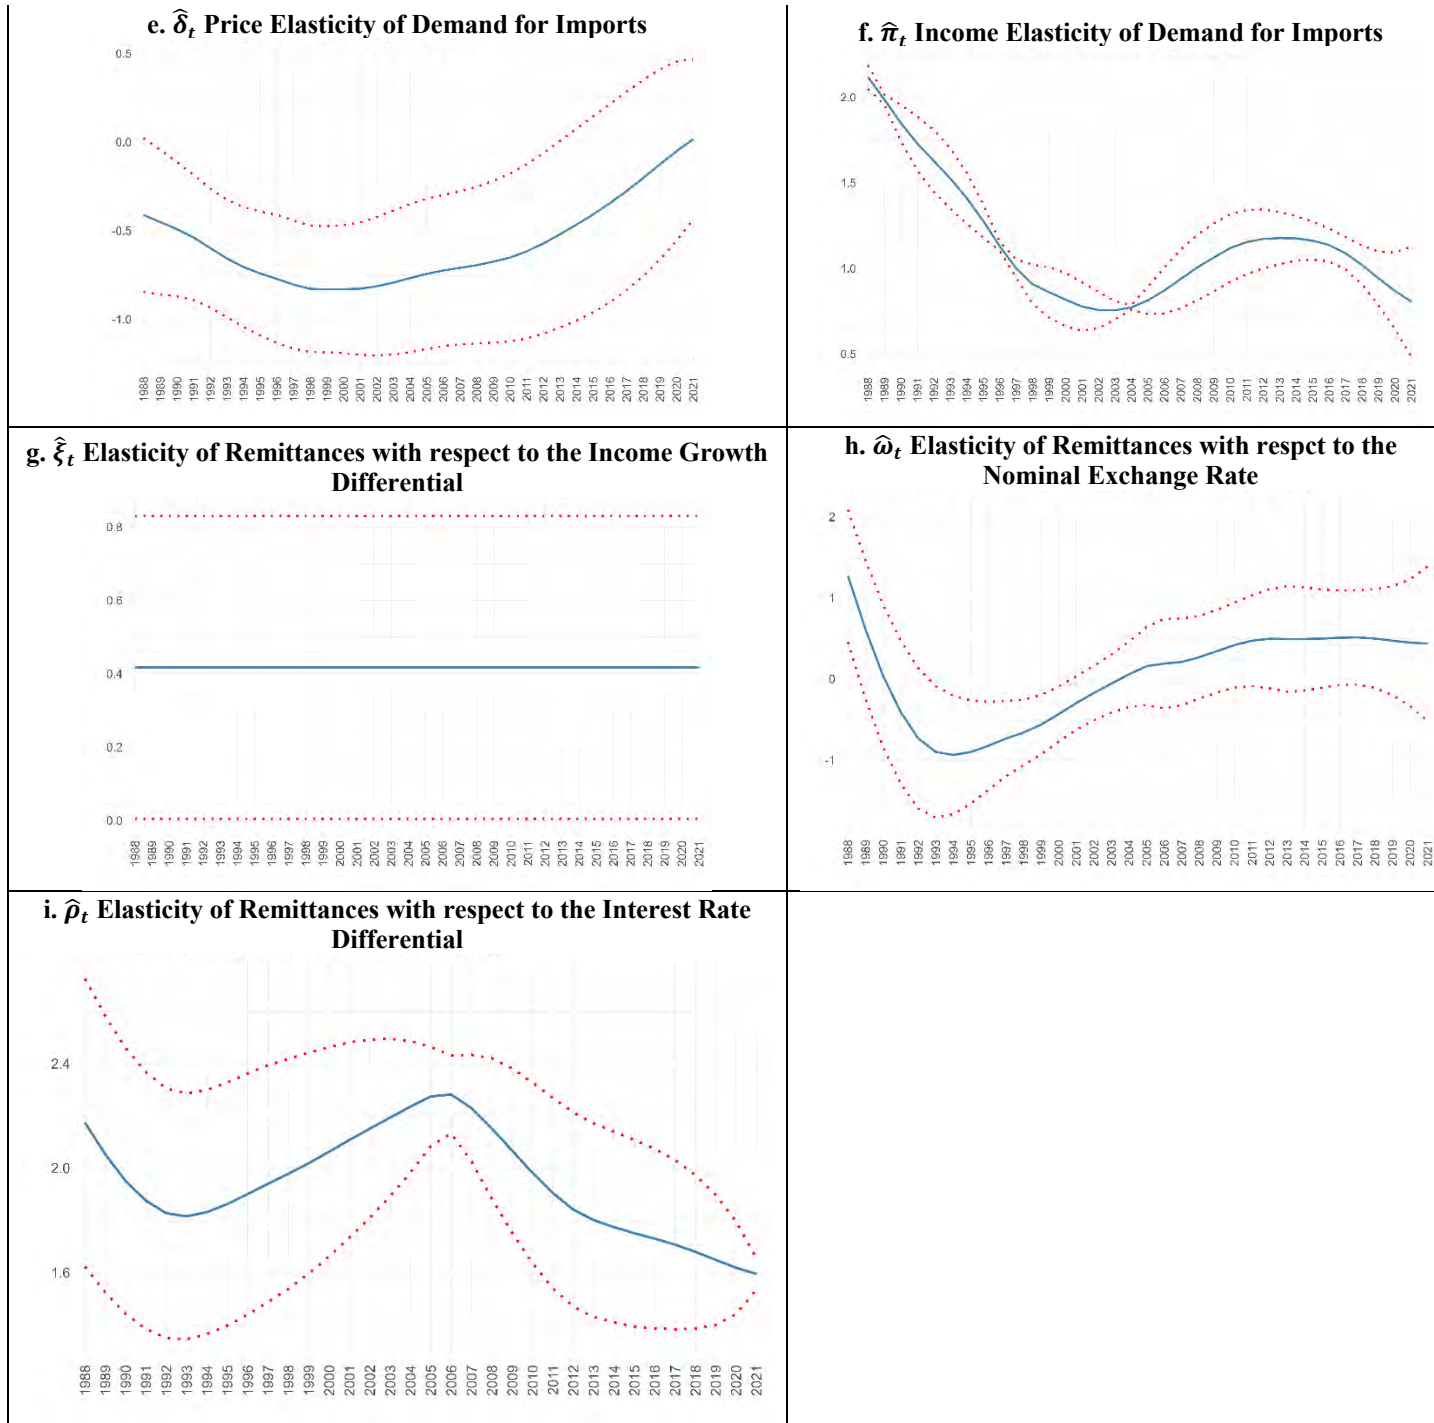 e. δ̂ₜ Price Elasticity of Demand for Imports
0.5
0.0
-0.5
-1.0
1988 1989 1990 1991 1992 1993 1994 1995 1996 1997 1998 1999 2000 2001 2002 2003 2004 2005 2006 2007 2008 2009 2010 2011 2012 2013 2014 2015 2016 2017 2018 2019 2020 2021
f. π̂ₜ Income Elasticity of Demand for Imports
2.0
1.5
1.0
0.5
1988 1989 1990 1991 1992 1993 1994 1995 1996 1997 1998 1999 2000 2001 2002 2003 2004 2005 2006 2007 2008 2009 2010 2011 2012 2013 2014 2015 2016 2017 2018 2019 2020 2021
g. ξ̂ₜ Elasticity of Remittances with respect to the Income Growth
Differential
0.8
0.6
0.4
0.2
0.0
1988 1989 1990 1991 1992 1993 1994 1995 1996 1997 1998 1999 2000 2001 2002 2003 2004 2005 2006 2007 2008 2009 2010 2011 2012 2013 2014 2015 2016 2017 2018 2019 2020 2021
h. ω̂ₜ Elasticity of Remittances with respct to the
Nominal Exchange Rate
2
1
0
-1
1988 1989 1990 1991 1992 1993 1994 1995 1996 1997 1998 1999 2000 2001 2002 2003 2004 2005 2006 2007 2008 2009 2010 2011 2012 2013 2014 2015 2016 2017 2018 2019 2020 2021
i. ρ̂ₜ Elasticity of Remittances with respect to the Interest Rate
Differential
2.4
2.0
1.6
1988 1989 1990 1991 1992 1993 1994 1995 1996 1997 1998 1999 2000 2001 2002 2003 2004 2005 2006 2007 2008 2009 2010 2011 2012 2013 2014 2015 2016 2017 2018 2019 2020 2021